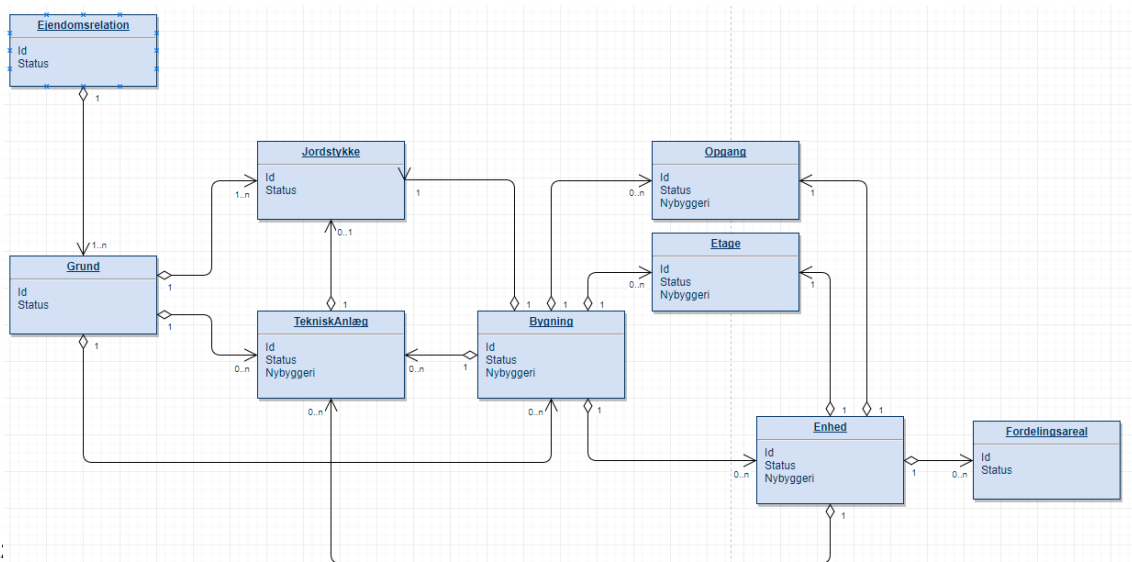 Ejendomsrelation
Id
Status
1
1..n
Grund
Id
Status
1
1
1
Jordstykke
Id
Status
1..n
1
0..1
TekniskAnlæg
Id
Status
Nybyggeri
1
0..n
0..n
0..n
Bygning
Id
Status
Nybyggeri
1
1
1
1
0..n
1
Opgang
Id
Status
Nybyggeri
0..n
1
Etage
Id
Status
Nybyggeri
0..n
1
Enhed
Id
Status
Nybyggeri
1
1
0..n
1
1
Fordelingsareal
Id
Status
0..n